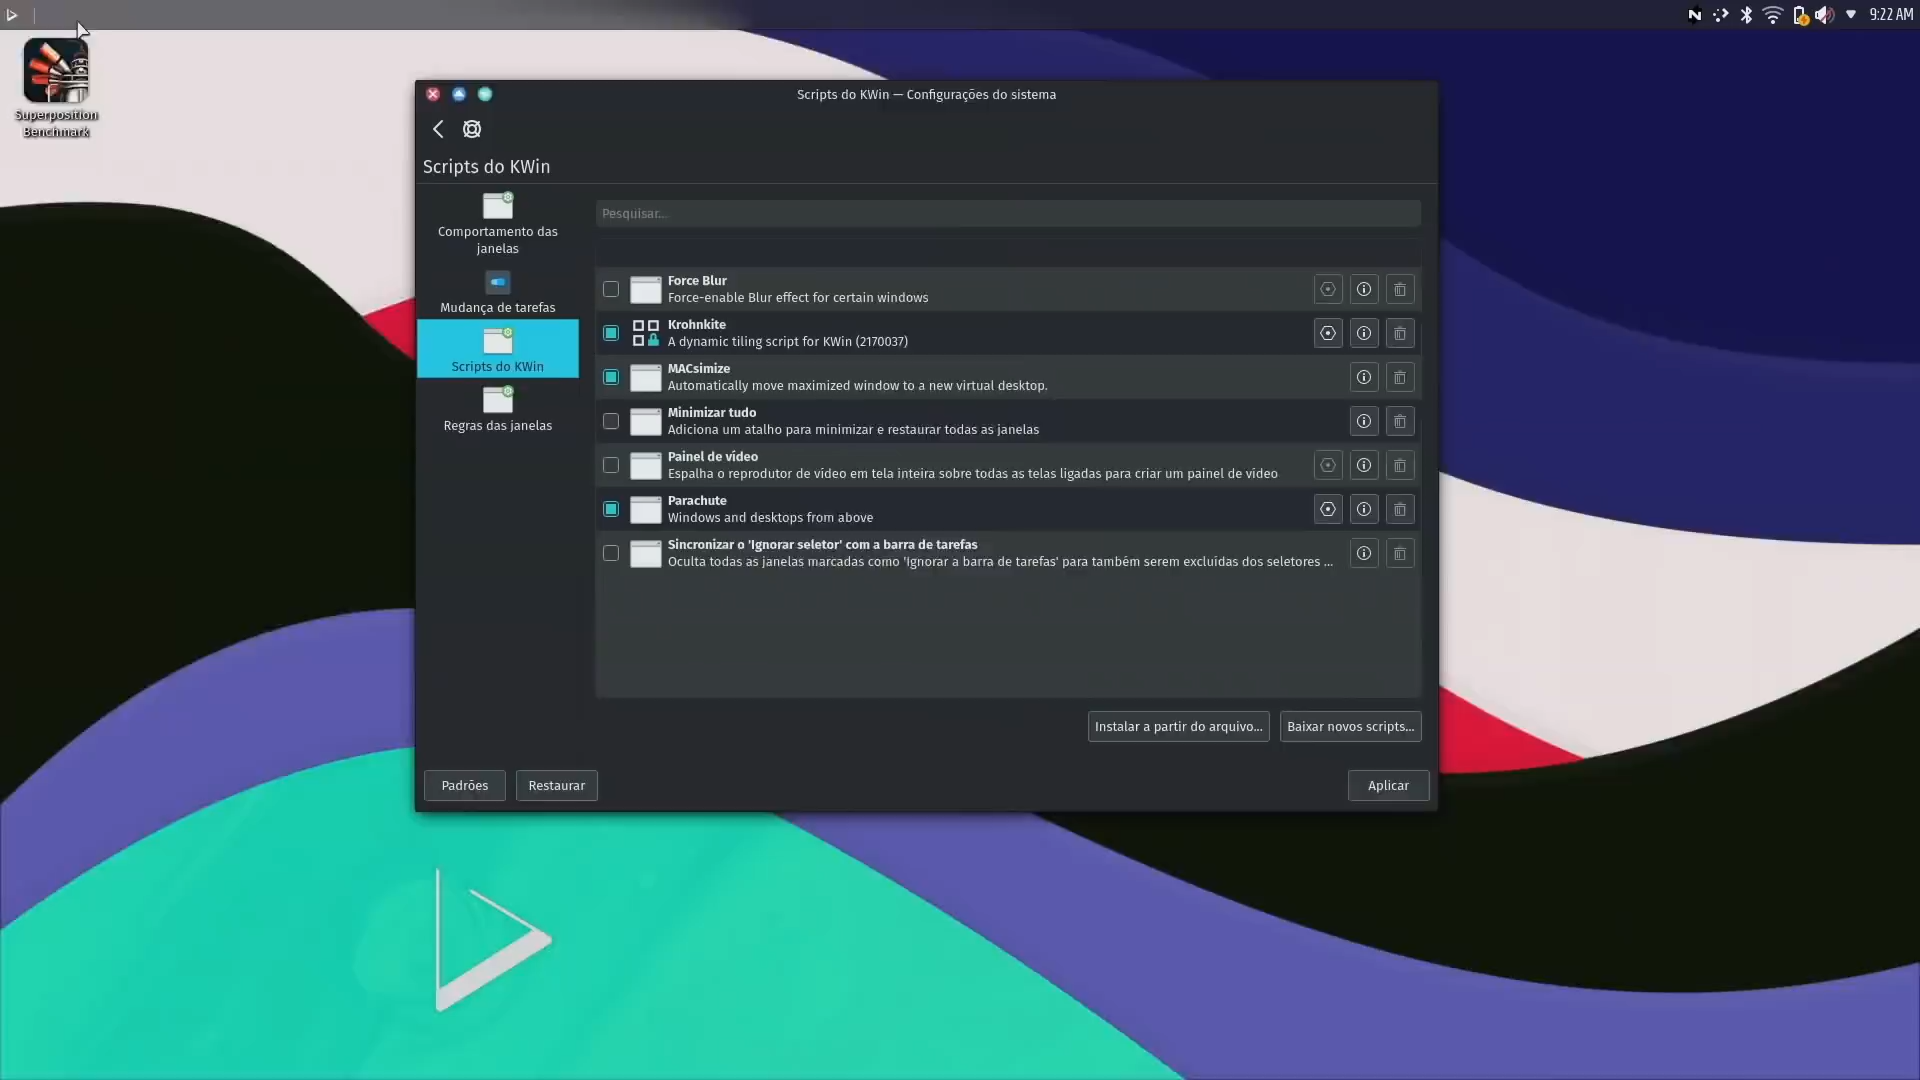 9:22 AM
Superposition
Benchmark
Scripts do KWin — Configurações do sistema
Scripts do KWin
Comportamento das
janelas
Mudança de tarefas
Scripts do KWin
Regras das janelas
Pesquisar...
Force Blur
Force-enable Blur effect for certain windows
Krohnkite
A dynamic tiling script for KWin (2170037)
MACsimize
Automatically move maximized window to a new virtual desktop.
Minimizar tudo
Adiciona um atalho para minimizar e restaurar todas as janelas
Painel de vídeo
Espalha o reprodutor de vídeo em tela inteira sobre todas as telas ligadas para criar um painel de vídeo
Parachute
Windows and desktops from above
Sincronizar o 'Ignorar seletor' com a barra de tarefas
Oculta todas as janelas marcadas como 'Ignorar a barra de tarefas' para também serem excluídas dos seletores ...
Instalar a partir do arquivo...
Baixar novos scripts...
Padrões
Restaurar
Aplicar